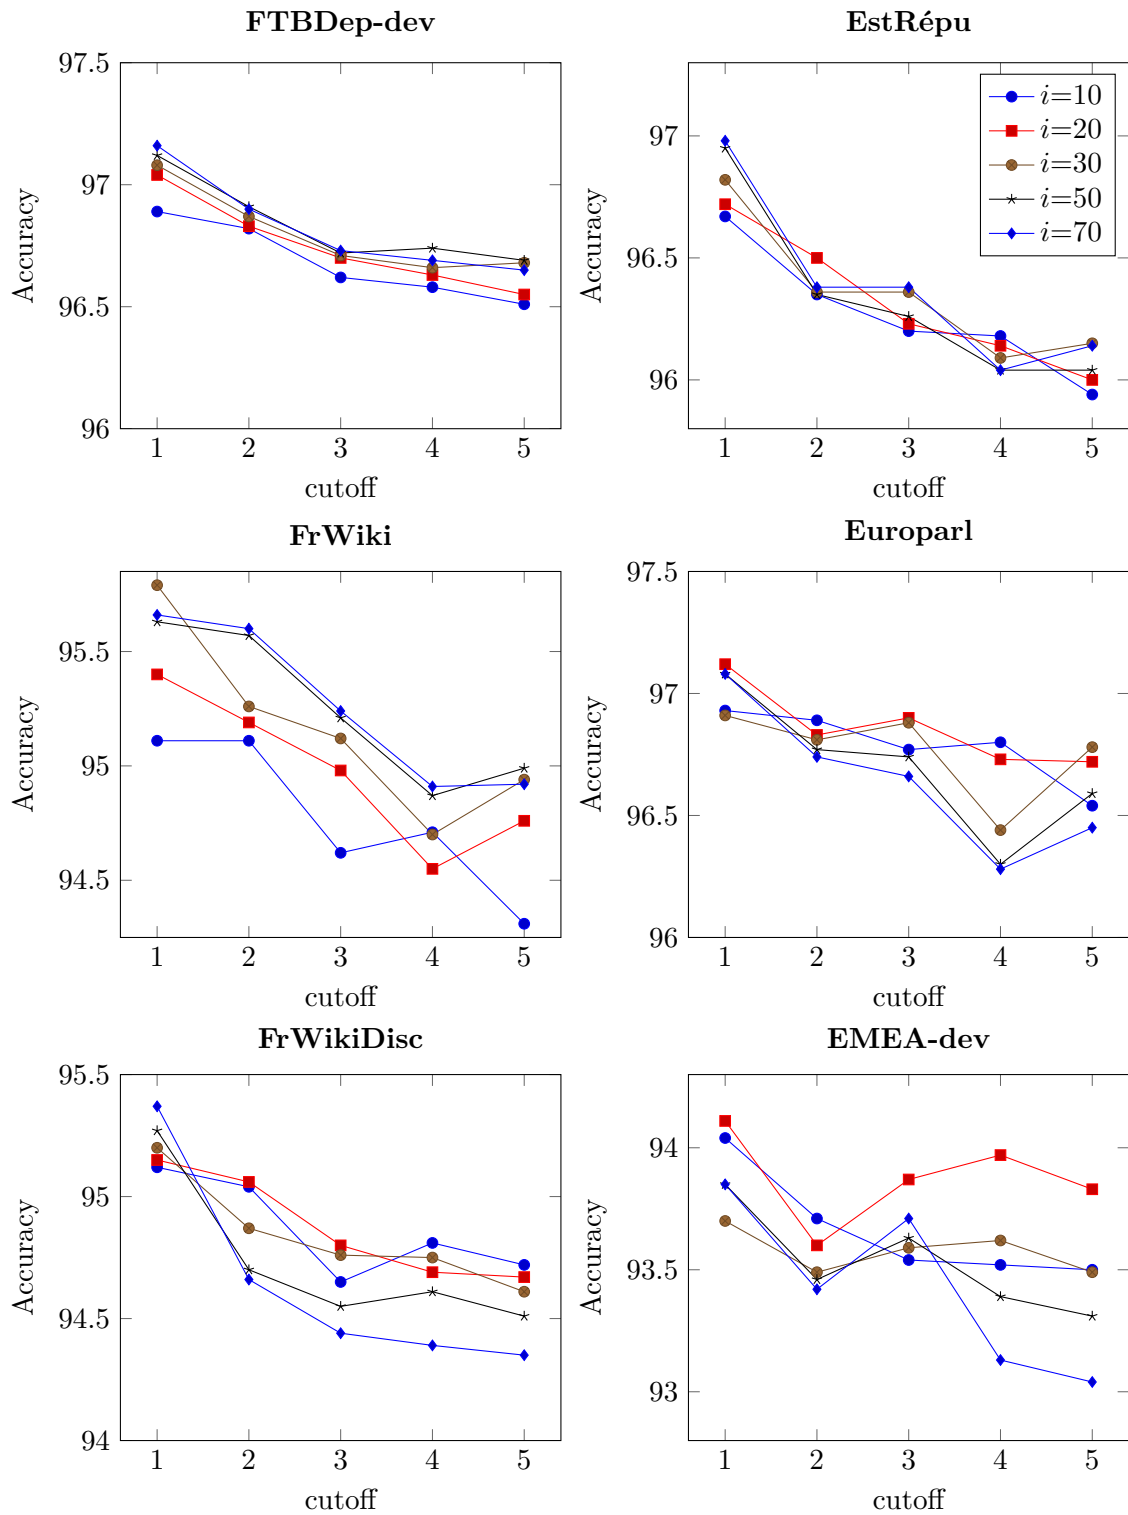 FTBDep-dev
97.5
97
96.5
96
Accuracy
1 2 3 4 5
cutoff
EstRépu
97
96.5
96
Accuracy
i=10
i=20
i=30
i=50
i=70
1 2 3 4 5
cutoff
FrWiki
95.5
95
94.5
Accuracy
1 2 3 4 5
cutoff
Europarl
97.5
97
96.5
96
Accuracy
1 2 3 4 5
cutoff
FrWikiDisc
95.5
95
94.5
94
Accuracy
1 2 3 4 5
cutoff
EMEA-dev
94
93.5
93
Accuracy
1 2 3 4 5
cutoff